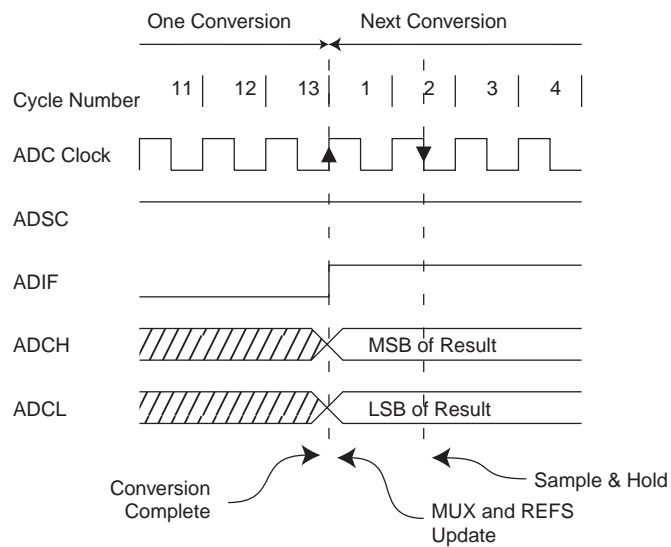 One Conversion Next Conversion
Cycle Number 11 12 13 1 2 3 4
ADC Clock
ADSC
ADIF
ADCH MSB of Result
ADCL LSB of Result
Sample & Hold
Conversion
Complete
MUX and REFS
Update